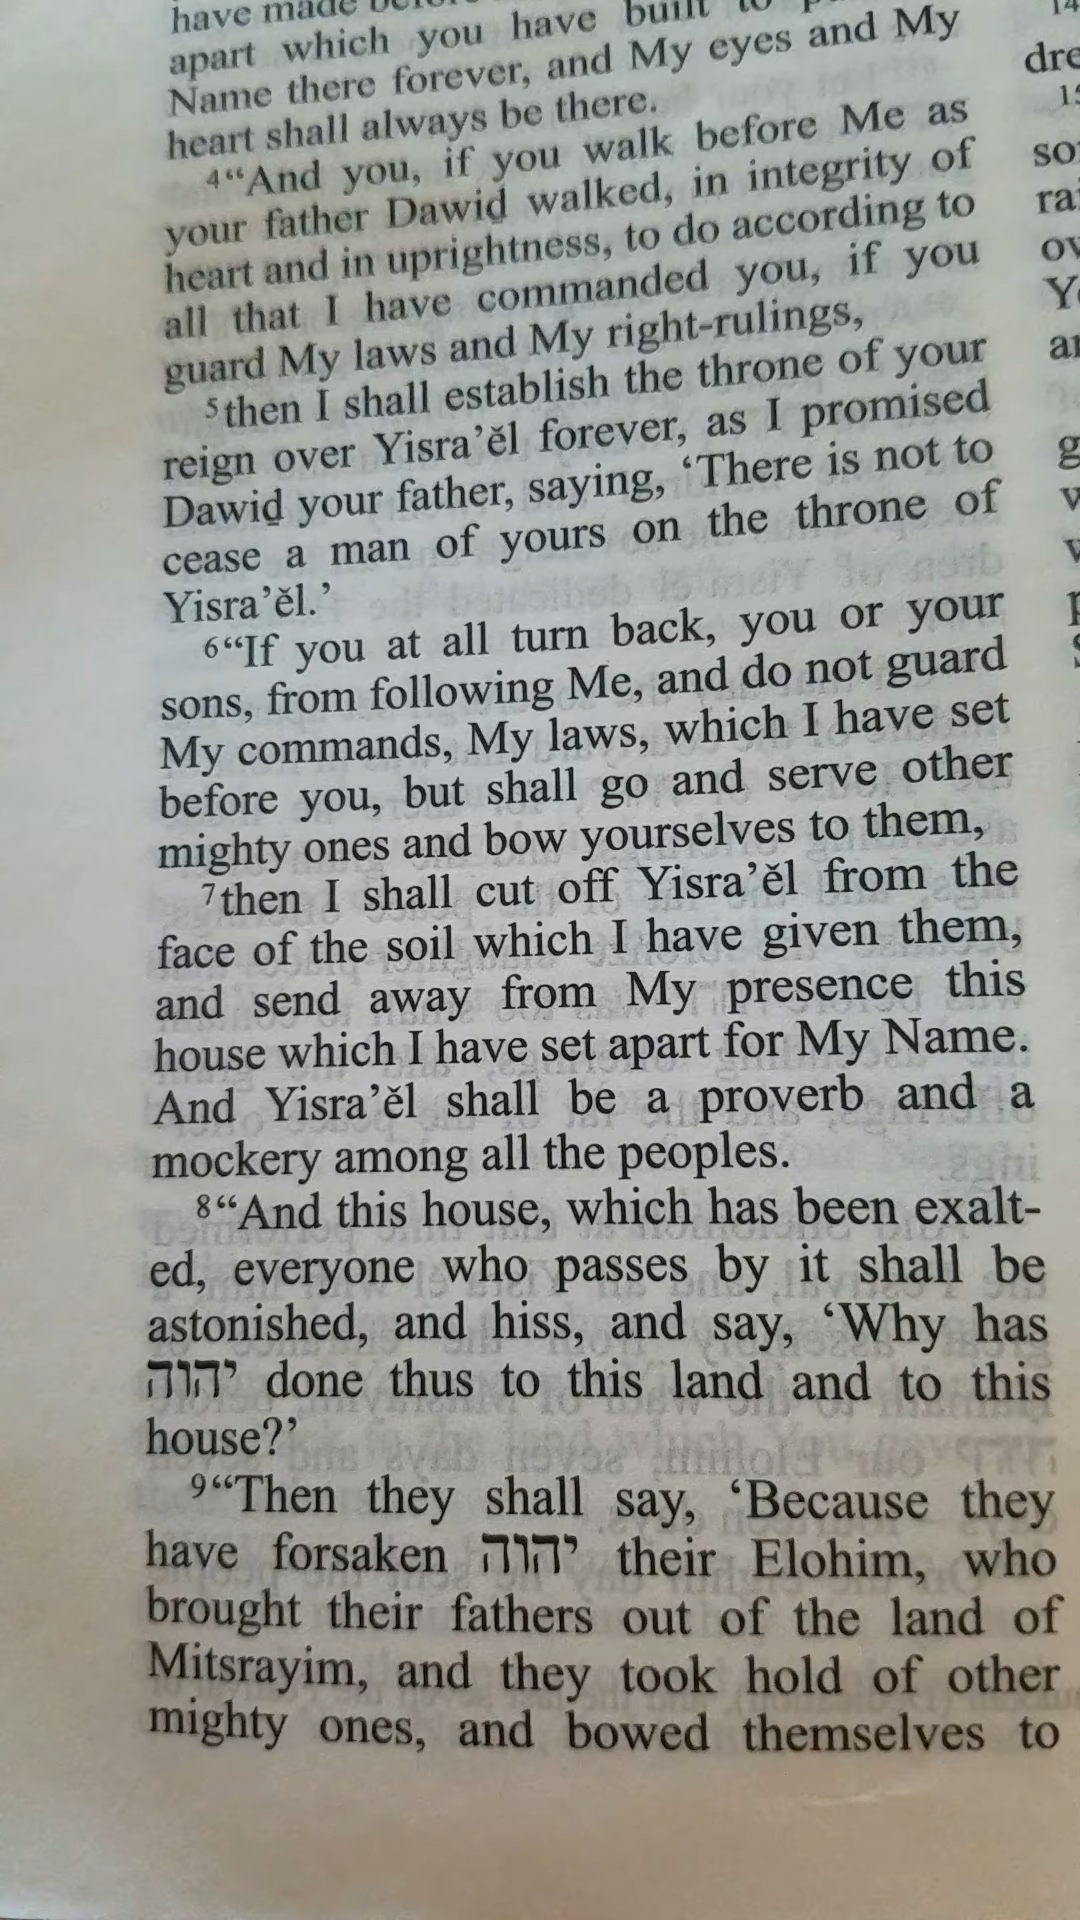 have made
apart which you have built to
Name there forever, and My eyes and My
heart shall always be there.
4“And you, if you walk before Me as
your father Dawiḏ walked, in integrity of
heart and in uprightness, to do according to
all that I have commanded you, if you
guard My laws and My right-rulings,
5then I shall establish the throne of your
reign over Yisra’ĕl forever, as I promised
Dawiḏ your father, saying, ‘There is not to
cease a man of yours on the throne of
Yisra’ĕl.’
6“If you at all turn back, you or your
sons, from following Me, and do not guard
My commands, My laws, which I have set
before you, but shall go and serve other
mighty ones and bow yourselves to them,
7then I shall cut off Yisra’ĕl from the
face of the soil which I have given them,
and send away from My presence this
house which I have set apart for My Name.
And Yisra’ĕl shall be a proverb and a
mockery among all the peoples.
8“And this house, which has been exalt-
ed, everyone who passes by it shall be
astonished, and hiss, and say, ‘Why has
יהוה done thus to this land and to this
house?’
9“Then they shall say, ‘Because they
have forsaken יהוה their Elohim, who
brought their fathers out of the land of
Mitsrayim, and they took hold of other
mighty ones, and bowed themselves to